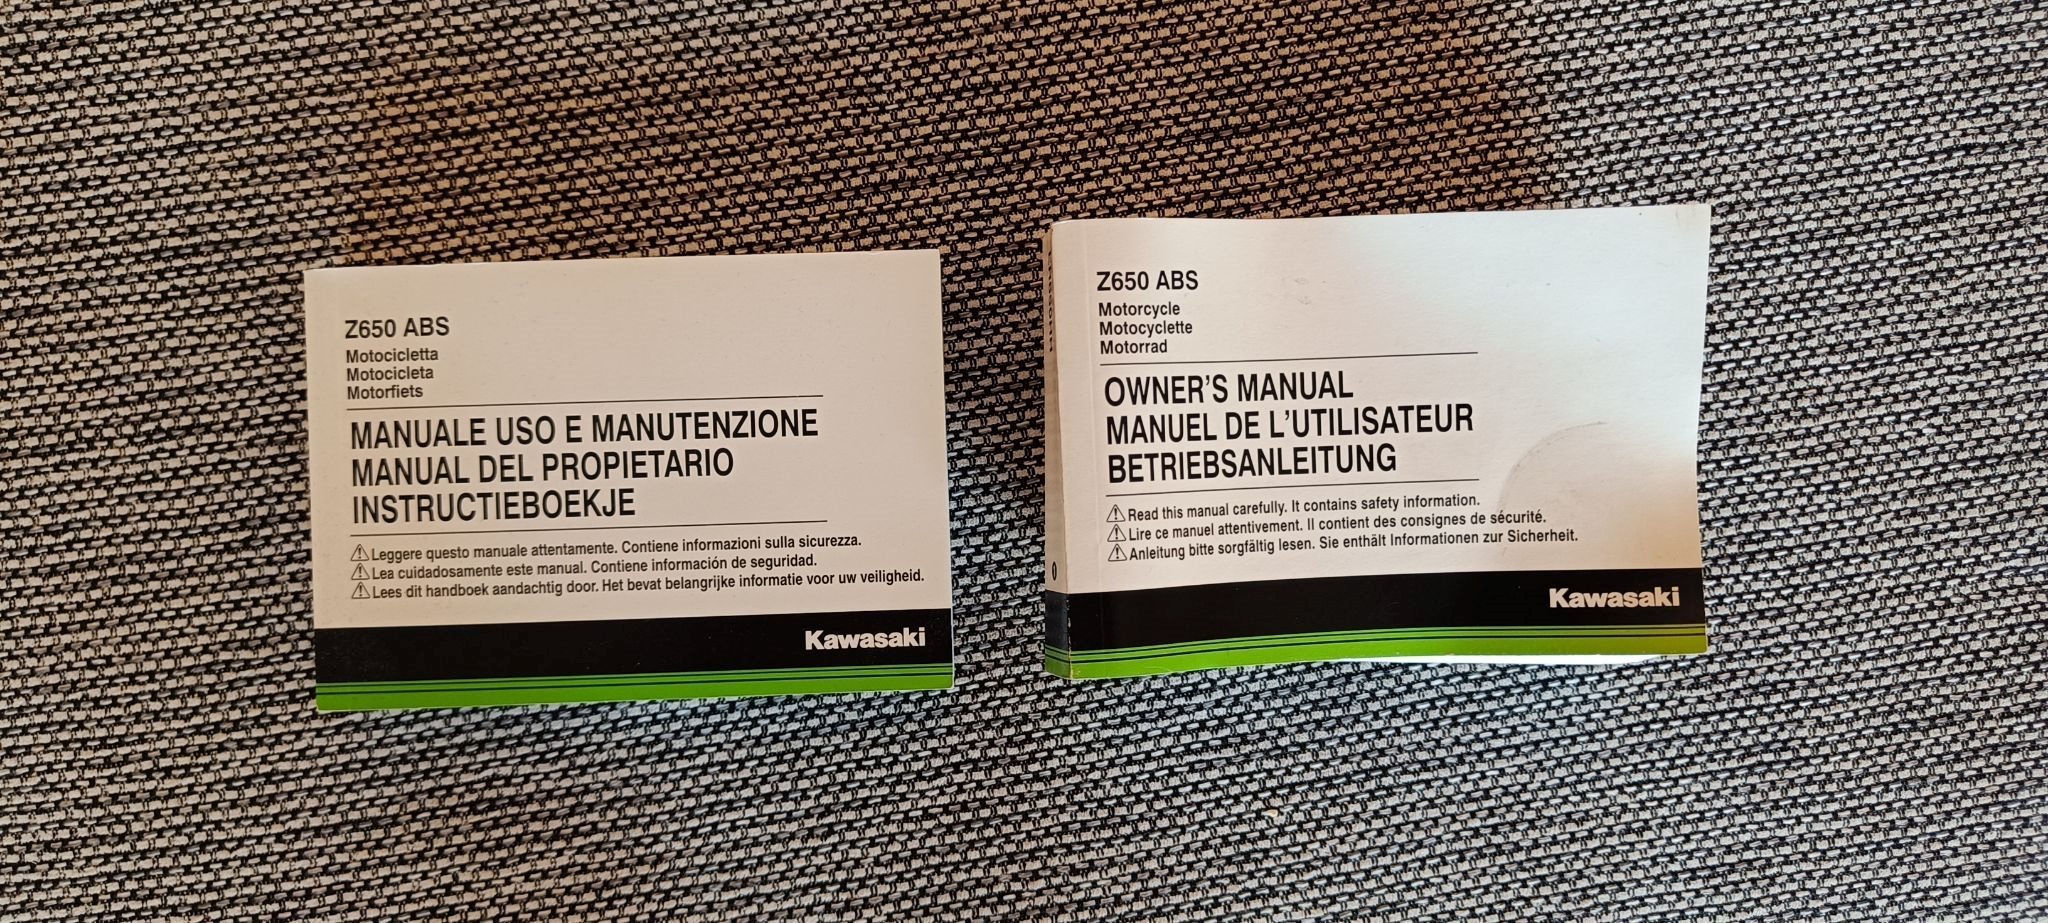 Z650 ABS
Motocicletta
Motocicleta
Motorfiets
MANUALE USO E MANUTENZIONE
MANUAL DEL PROPIETARIO
INSTRUCTIEBOEKJE
Leggere questo manuale attentamente. Contiene informazioni sulla sicurezza.
Lea cuidadosamente este manual. Contiene información de seguridad.
Lees dit handboek aandachtig door. Het bevat belangrijke informatie voor uw veiligheid.
Kawasaki
Z650 ABS
Motorcycle
Motocyclette
Motorrad
OWNER'S MANUAL
MANUEL DE L'UTILISATEUR
BETRIEBSANLEITUNG
Read this manual carefully. It contains safety information.
Lire ce manuel attentivement. Il contient des consignes de sécurité.
Anleitung bitte sorgfältig lesen. Sie enthält Informationen zur Sicherheit.
Kawasaki